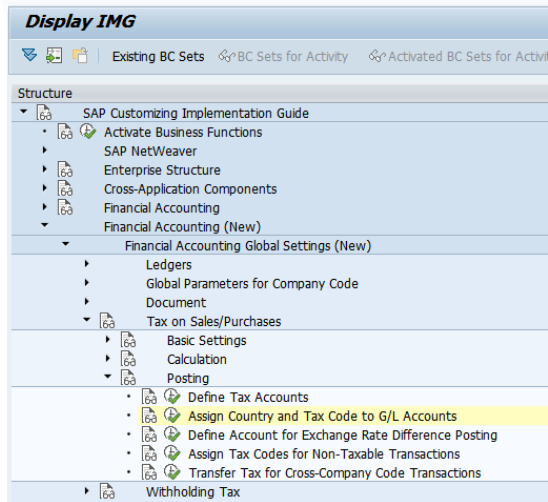 Display IMG
Existing BC Sets BC Sets for Activity Activated BC Sets for Activi
Structure
SAP Customizing Implementation Guide
Activate Business Functions
SAP NetWeaver
Enterprise Structure
Cross-Application Components
Financial Accounting
Financial Accounting (New)
Financial Accounting Global Settings (New)
Ledgers
Global Parameters for Company Code
Document
Tax on Sales/Purchases
Basic Settings
Calculation
Posting
Define Tax Accounts
Assign Country and Tax Code to G/L Accounts
Define Account for Exchange Rate Difference Posting
Assign Tax Codes for Non-Taxable Transactions
Transfer Tax for Cross-Company Code Transactions
Withholding Tax